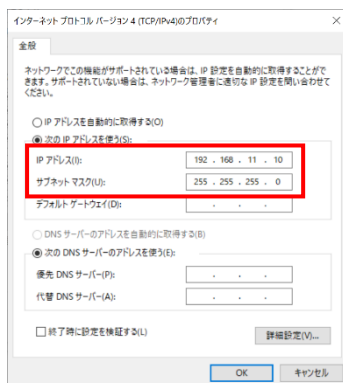 インターネット プロトコル バージョン 4 (TCP/IPv4)のプロパティ
全般
ネットワークでこの機能がサポートされている場合は、IP 設定を自動的に取得することがで
きます。サポートされていない場合は、ネットワーク管理者に適切な IP 設定を問い合わせて
ください。
IP アドレスを自動的に取得する(O)
次の IP アドレスを使う(S):
IP アドレス(I): 192 . 168 . 11 . 10
サブネット マスク(U): 255 . 255 . 255 . 0
デフォルト ゲートウェイ(D): . . .
DNS サーバーのアドレスを自動的に取得する(B)
次の DNS サーバーのアドレスを使う(E):
優先 DNS サーバー(P): . . .
代替 DNS サーバー(A): . . .
終了時に設定を検証する(L)
詳細設定(V)...
OK キャンセル